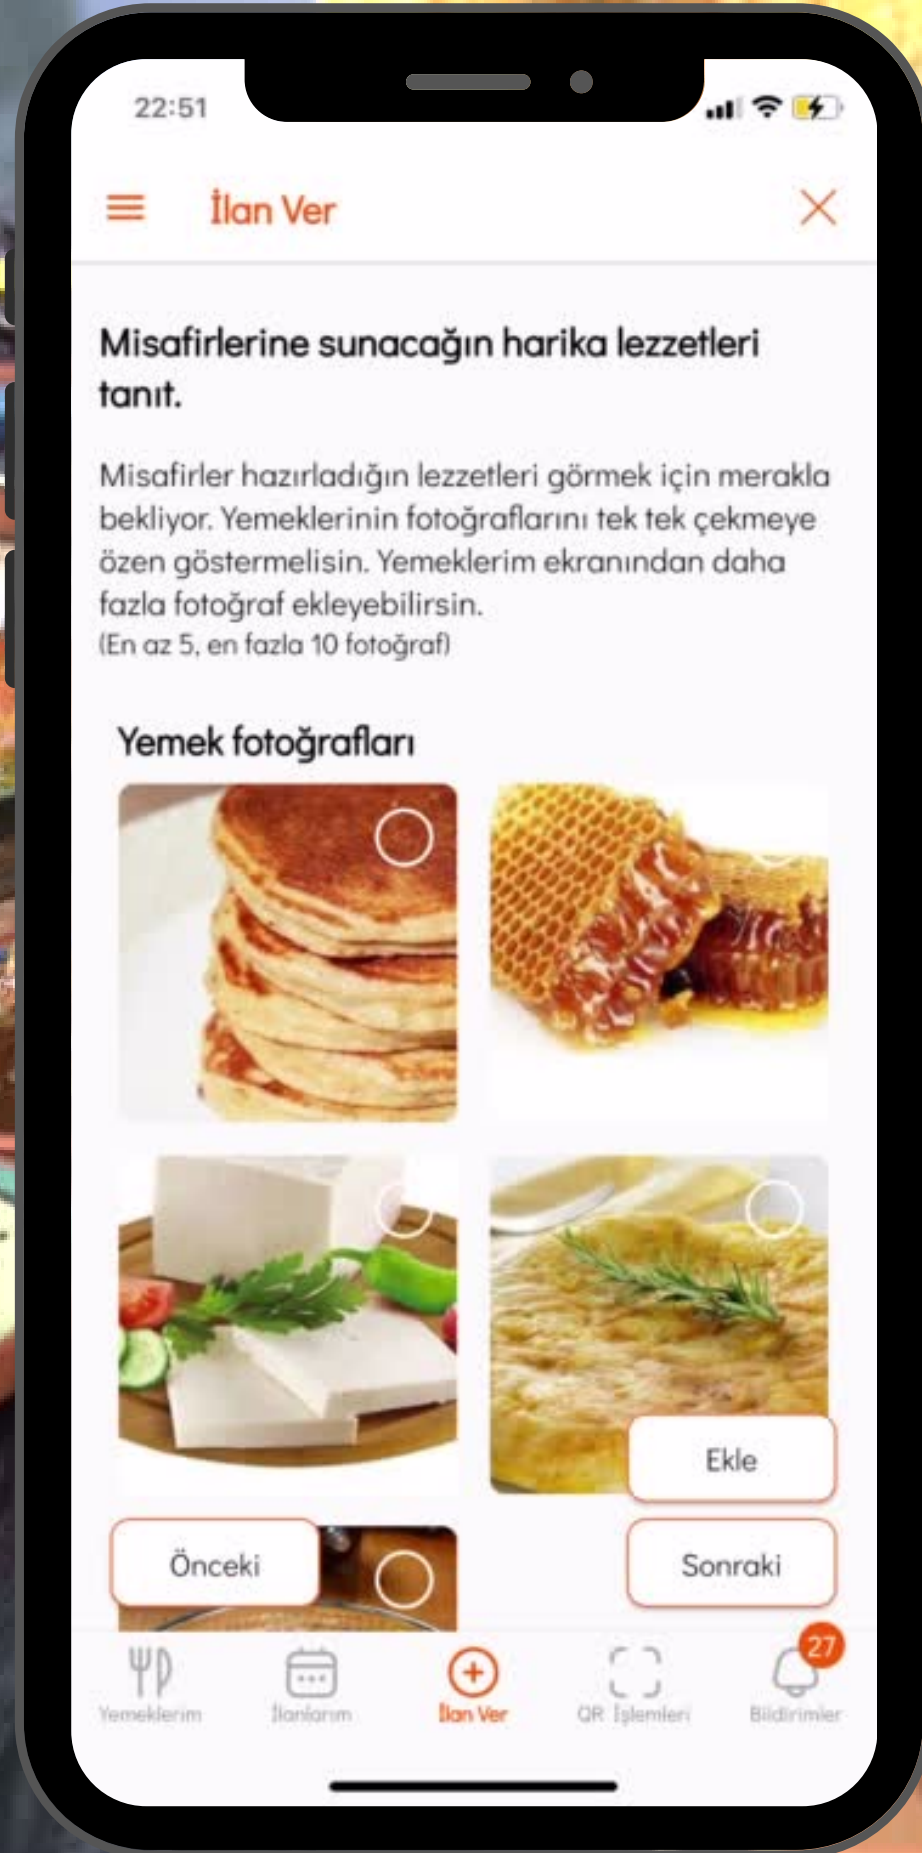 22:51
İlan Ver
Misafirlerine sunacağın harika lezzetleri
tanıt.
Misafirler hazırladığın lezzetleri görmek için merakla
bekliyor. Yemeklerinin fotoğraflarını tek tek çekmeye
özen göstermelisin. Yemeklerim ekranından daha
fazla fotoğraf ekleyebilirsin.
(En az 5, en fazla 10 fotoğraf)
Yemek fotoğrafları
Ekle
Önceki
Sonraki
27
Yemeklerim
İlanlarım
İlan Ver
QR İşlemleri
Bildirimler